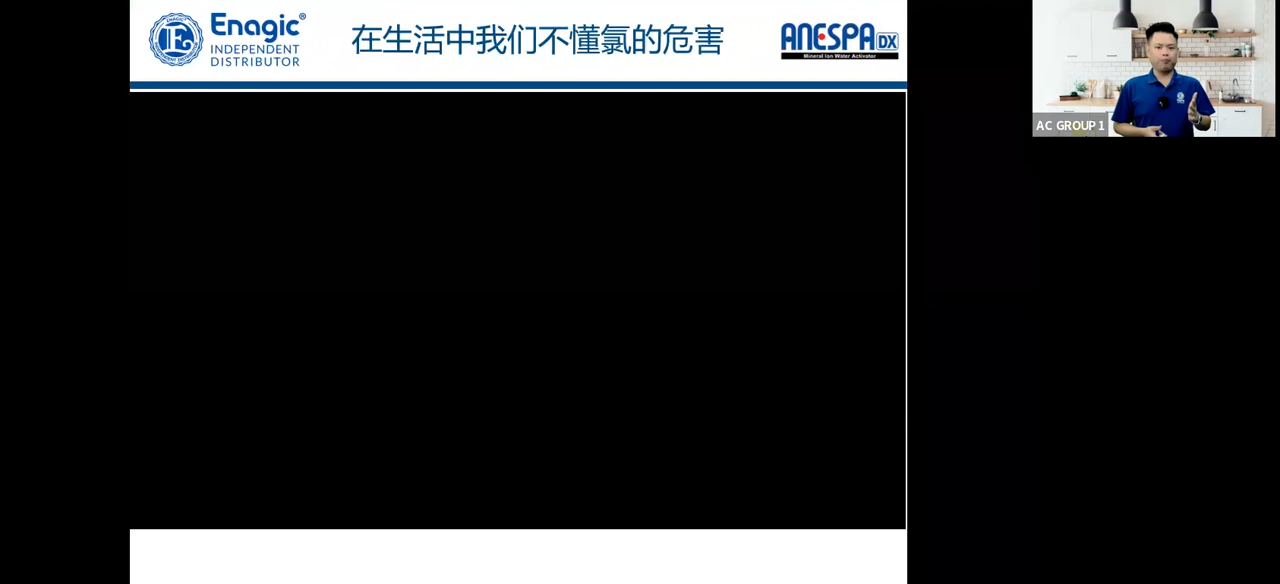 Enagic®
INDEPENDENT
DISTRIBUTOR
在生活中我们不懂氯的危害
ANESPA DX
Mineral Ion Water Activator
AC GROUP 1